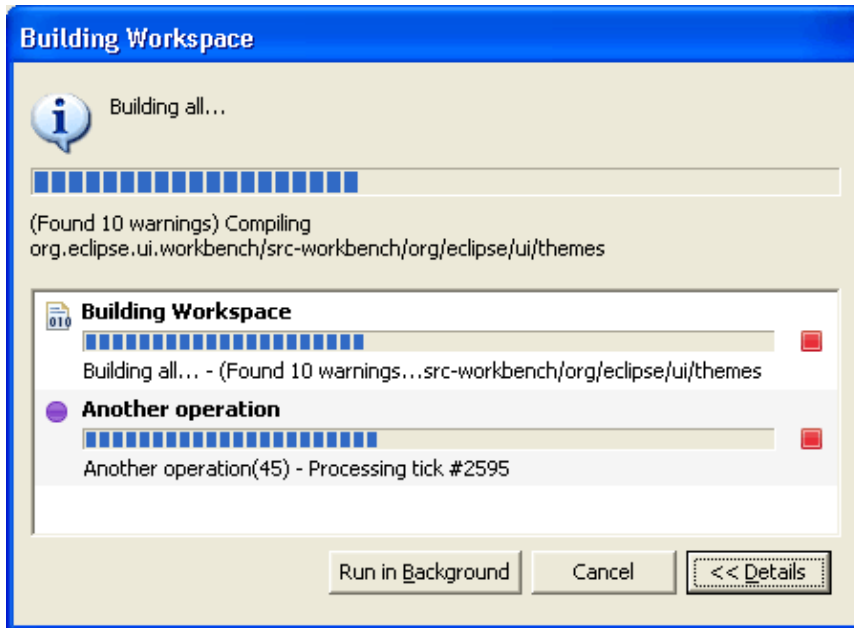 Building Workspace
Building all...
(Found 10 warnings) Compiling
org.eclipse.ui.workbench/src-workbench/org/eclipse/ui/themes
010
Building Workspace
Building all... - (Found 10 warnings...src-workbench/org/eclipse/ui/themes
Another operation
Another operation(45) - Processing tick #2595
Run in Background
Cancel
<< Details